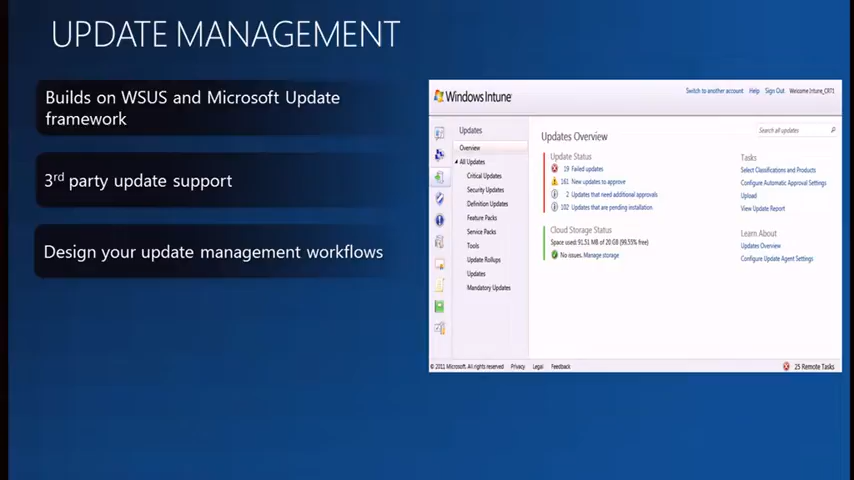 UPDATE MANAGEMENT
Builds on WSUS and Microsoft Update
framework
3rd party update support
Design your update management workflows
Windows Intune
Switch to another account Help Sign Out Welcome Intune_CRT1
Updates
Overview
All Updates
Critical Updates
Security Updates
Definition Updates
Feature Packs
Service Packs
Tools
Update Rollups
Updates
Mandatory Updates
Updates Overview
Search all updates
Update Status
19 Failed updates
161 New updates to approve
2 Updates that need additional approvals
102 Updates that are pending installation
Cloud Storage Status
Space used: 91.51 MB of 20 GB (99.55% free)
No issues. Manage storage
Tasks
Select Classifications and Products
Configure Automatic Approval Settings
Upload
View Update Report
Learn About
Updates Overview
Configure Update Agent Settings
© 2011 Microsoft. All rights reserved Privacy Legal Feedback
25 Remote Tasks